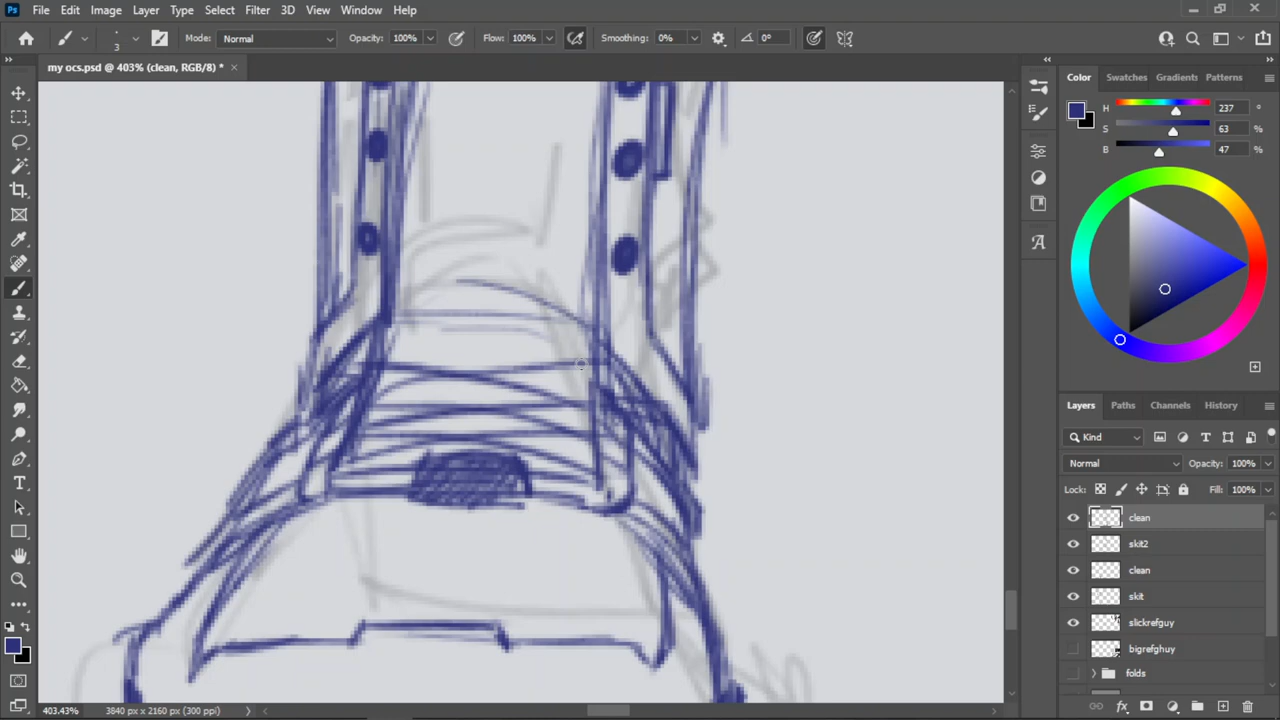 Ps File Edit Image Layer Type Select Filter 3D View Window Help
3 Mode: Normal Opacity: 100% Flow: 100% Smoothing: 0% 0°
my ocs.psd @ 403% (clean, RGB/8) *
Color Swatches Gradients Patterns
H 237 °
S 63 %
B 47 %
Layers Paths Channels History
Kind
Normal Opacity: 100%
Lock: Fill: 100%
clean
skit2
clean
skit
slickrefguy
bigrefghuy
folds
403.43% 3840 px x 2160 px (300 ppi)